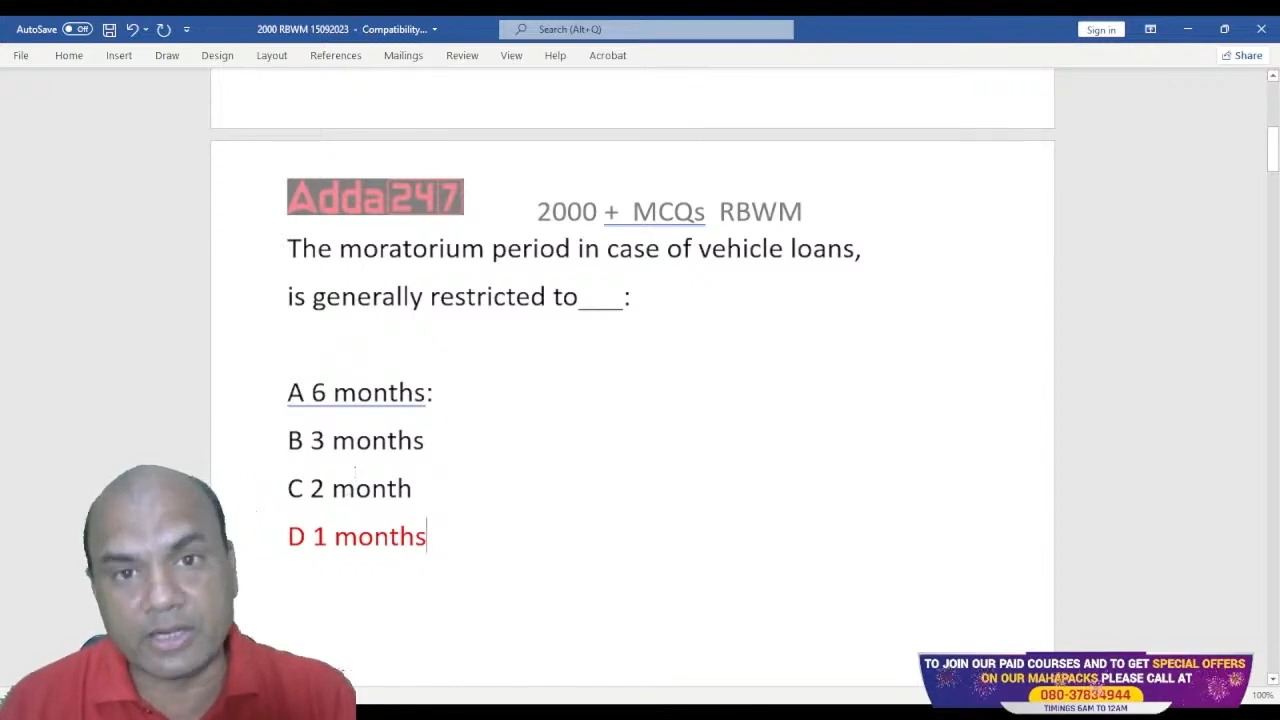 AutoSave Off 2000 RBWM 15092023 - Compatibility... Search (Alt+Q) Sign in
File Home Insert Draw Design Layout References Mailings Review View Help Acrobat Share
Adda247
2000 + MCQs RBWM
The moratorium period in case of vehicle loans,
is generally restricted to___:
A 6 months:
B 3 months
C 2 month
D 1 months
TO JOIN OUR PAID COURSES AND TO GET SPECIAL OFFERS
ON OUR MAHAPACKS PLEASE CALL AT
080-37834944
TIMINGS 6AM TO 12AM
100%